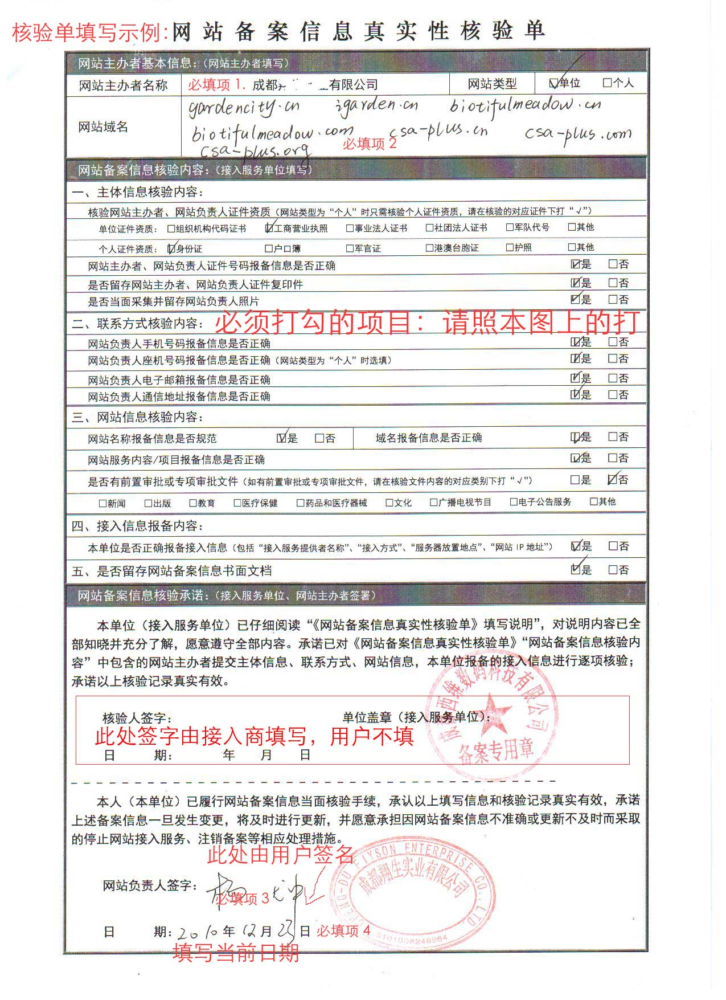 核验单填写示例:网站备案信息真实性核验单
网站主办者基本信息：（网站主办者填写）
网站主办者名称 必填项 1. 成都 有限公司 网站类型 ☑单位 □个人
网站域名
gardencity.cn igarden.cn biotifulmeadow.cn
biotifulmeadow.com csa-plus.cn csa-plus.com
csa-plus.org 必填项 2
网站备案信息核验内容：（接入服务单位填写）
一、主体信息核验内容：
核验网站主办者、网站负责人证件资质（网站类型为“个人”时只需核验个人证件资质，请在核验的对应证件下打“√”）
单位证件资质： □组织机构代码证书 ☑工商营业执照 □事业法人证书 □社团法人证书 □军队代号 □其他
个人证件资质： ☑身份证 □户口簿 □军官证 □港澳台胞证 □护照 □其他
网站主办者、网站负责人证件号码报备信息是否正确 ☑是 □否
是否留存网站主办者、网站负责人证件复印件 ☑是 □否
是否当面采集并留存网站负责人照片 ☑是 □否
二、联系方式核验内容： 必须打勾的项目：请照本图上的打
网站负责人手机号码报备信息是否正确 ☑是 □否
网站负责人座机号码报备信息是否正确（网站类型为“个人”时选填） ☑是 □否
网站负责人电子邮箱报备信息是否正确 ☑是 □否
网站负责人通信地址报备信息是否正确 ☑是 □否
三、网站信息核验内容：
网站名称报备信息是否规范 ☑是 □否 域名报备信息是否正确 ☑是 □否
网站服务内容/项目报备信息是否正确 ☑是 □否
是否有前置审批或专项审批文件（如有前置审批或专项审批文件，请在核验文件内容的对应类别下打“√”） □是 ☑否
□新闻 □出版 □教育 □医疗保健 □药品和医疗器械 □文化 □广播电视节目 □电子公告服务 □其他
四、接入信息报备内容：
本单位是否正确报备接入信息（包括“接入服务提供者名称”、“接入方式”、“服务器放置地点”、“网站 IP 地址”） ☑是 □否
五、是否留存网站备案信息书面文档 ☑是 □否
网站备案信息核验承诺：（接入服务单位、网站主办者签署）
本单位（接入服务单位）已仔细阅读“《网站备案信息真实性核验单》填写说明”，对说明内容已全
部知晓并充分了解，愿意遵守全部内容。承诺已对《网站备案信息真实性核验单》“网站备案信息核验内
容”中包含的网站主办者提交主体信息、联系方式、网站信息，本单位报备的接入信息进行逐项核验；
承诺以上核验记录真实有效。
核验人签字： 单位盖章（接入服务单位）：
此处签字由接入商填写，用户不填
日 期： 年 月 日
成都西维数码科技有限公司
备案专用章
本人（本单位）已履行网站备案信息当面核验手续，承认以上填写信息和核验记录真实有效，承诺
上述备案信息一旦发生变更，将及时进行更新，并愿意承担因网站备案信息不准确或更新不及时而采取
的停止网站接入服务、注销备案等相应处理措施。
此处由用户签名
网站负责人签字： 杨 必填项 3
CHENG-DU FIYSON ENTERPRISE CO.,LTD.
成都翔生实业有限公司
5101008246954
日 期：2010年12月23日 必填项 4
填写当前日期